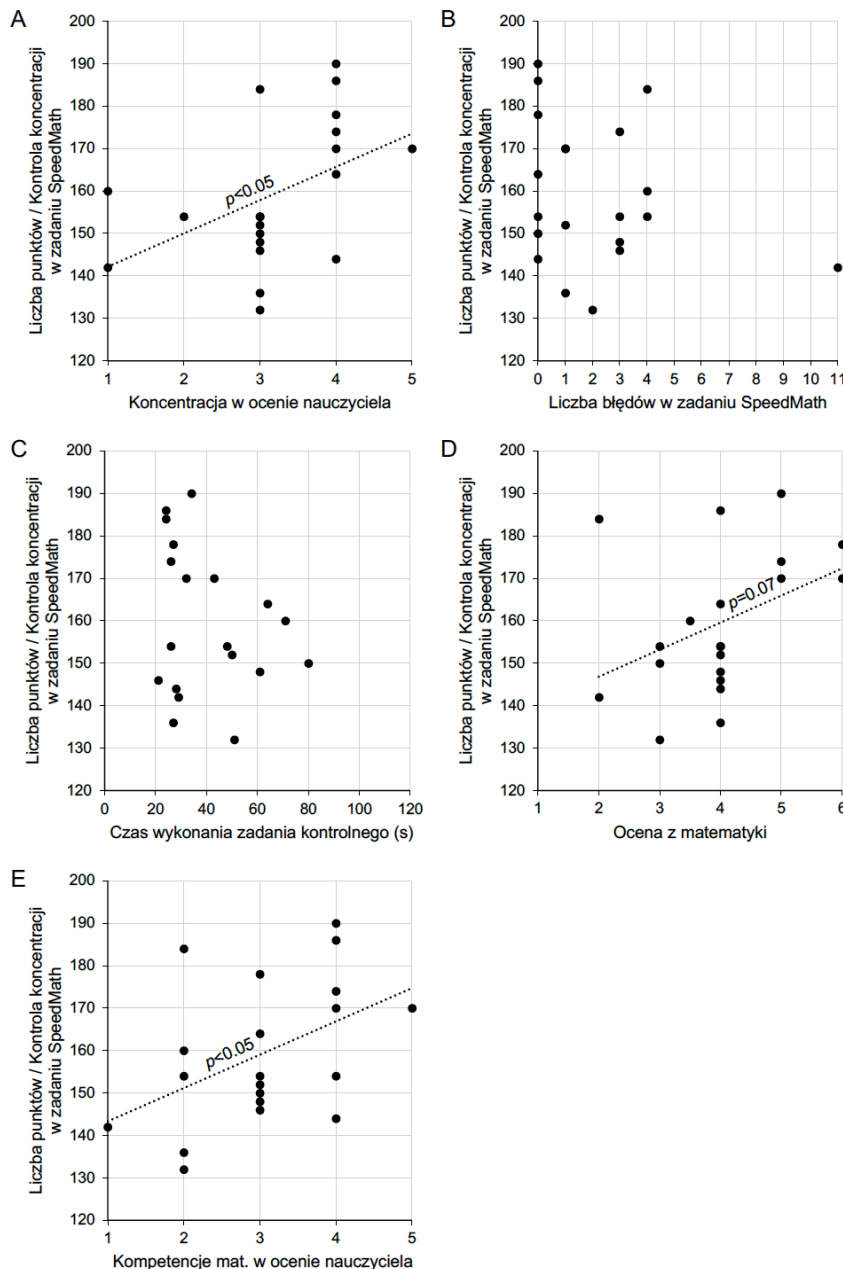 A
Liczba punktów / Kontrola koncentracji
w zadaniu SpeedMath
200
190
180
170
160
150
140
130
120
p<0.05
1 2 3 4 5
Koncentracja w ocenie nauczyciela
B
Liczba punktów / Kontrola koncentracji
w zadaniu SpeedMath
200
190
180
170
160
150
140
130
120
0 1 2 3 4 5 6 7 8 9 10 11
Liczba błędów w zadaniu SpeedMath
C
Liczba punktów / Kontrola koncentracji
w zadaniu SpeedMath
200
190
180
170
160
150
140
130
120
0 20 40 60 80 100 120
Czas wykonania zadania kontrolnego (s)
D
Liczba punktów / Kontrola koncentracji
w zadaniu SpeedMath
200
190
180
170
160
150
140
130
120
p=0.07
1 2 3 4 5 6
Ocena z matematyki
E
Liczba punktów / Kontrola koncentracji
w zadaniu SpeedMath
200
190
180
170
160
150
140
130
120
p<0.05
1 2 3 4 5
Kompetencje mat. w ocenie nauczyciela